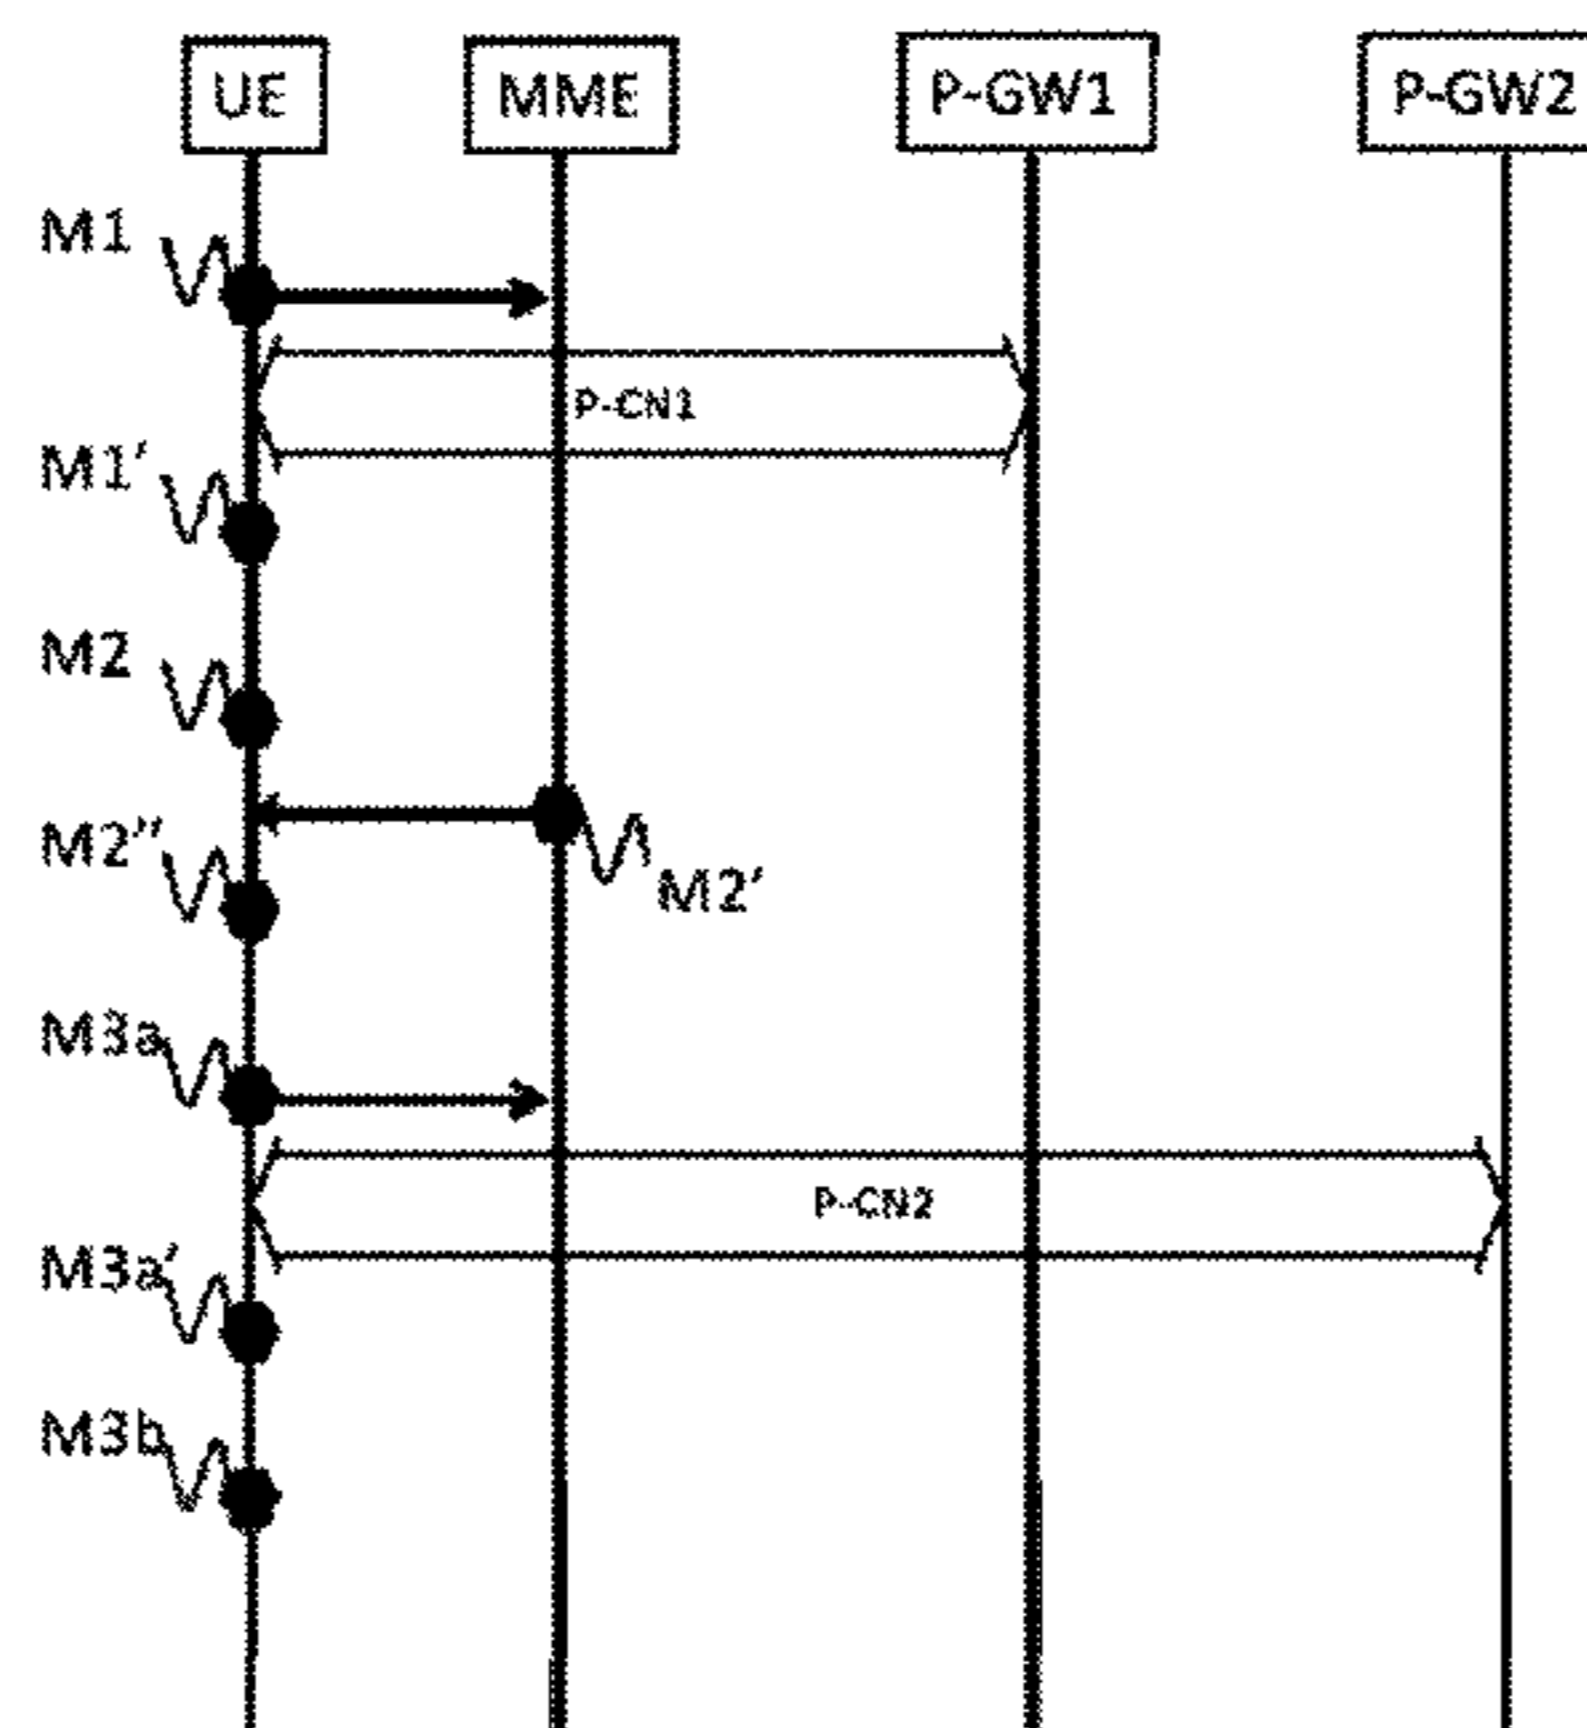 UE MME P-GW1 P-GW2
M1
P-CN1
M1′
M2
M2″
M2′
M3a
P-CN2
M3a′
M3b